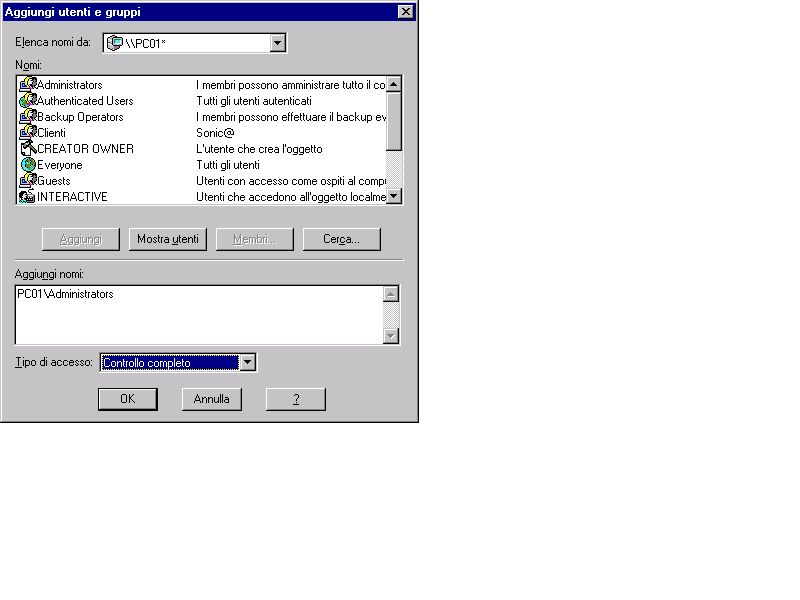 Aggiungi utenti e gruppi
Elenca nomi da: \\PC01*
Nomi:
Administrators I membri possono amministrare tutto il co
Authenticated Users Tutti gli utenti autenticati
Backup Operators I membri possono effettuare il backup ev
Clienti Sonic@
CREATOR OWNER L'utente che crea l'oggetto
Everyone Tutti gli utenti
Guests Utenti con accesso come ospiti al compu
INTERACTIVE Utenti che accedono all'oggetto localme
Aggiungi Mostra utenti Membri... Cerca...
Aggiungi nomi:
PC01\Administrators
Tipo di accesso: Controllo completo
OK Annulla ?